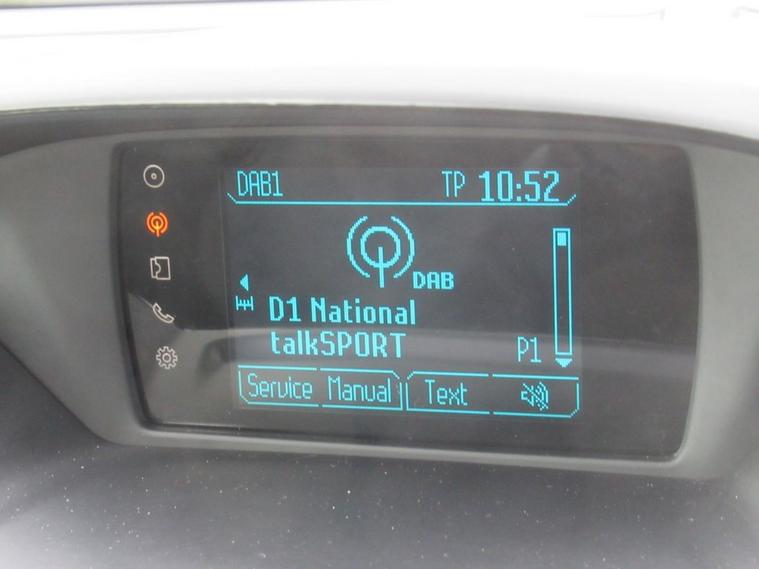 DAB1 TP 10:52
DAB
D1 National
talkSPORT P1
Service Manual Text